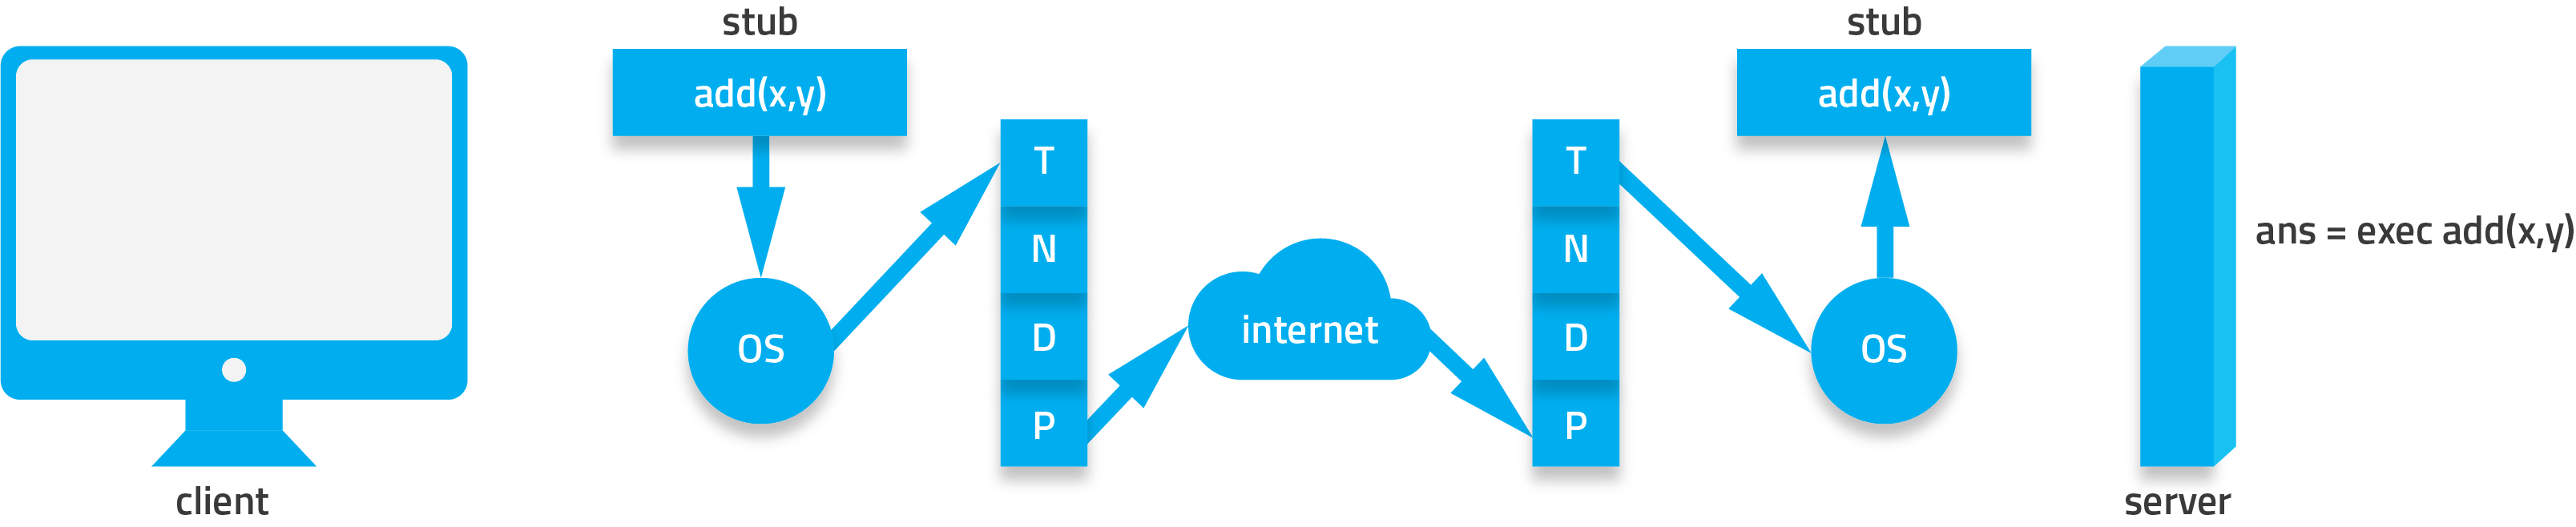 client
stub
add(x,y)
OS
T
N
D
P
internet
T
N
D
P
stub
add(x,y)
OS
server
ans = exec add(x,y)